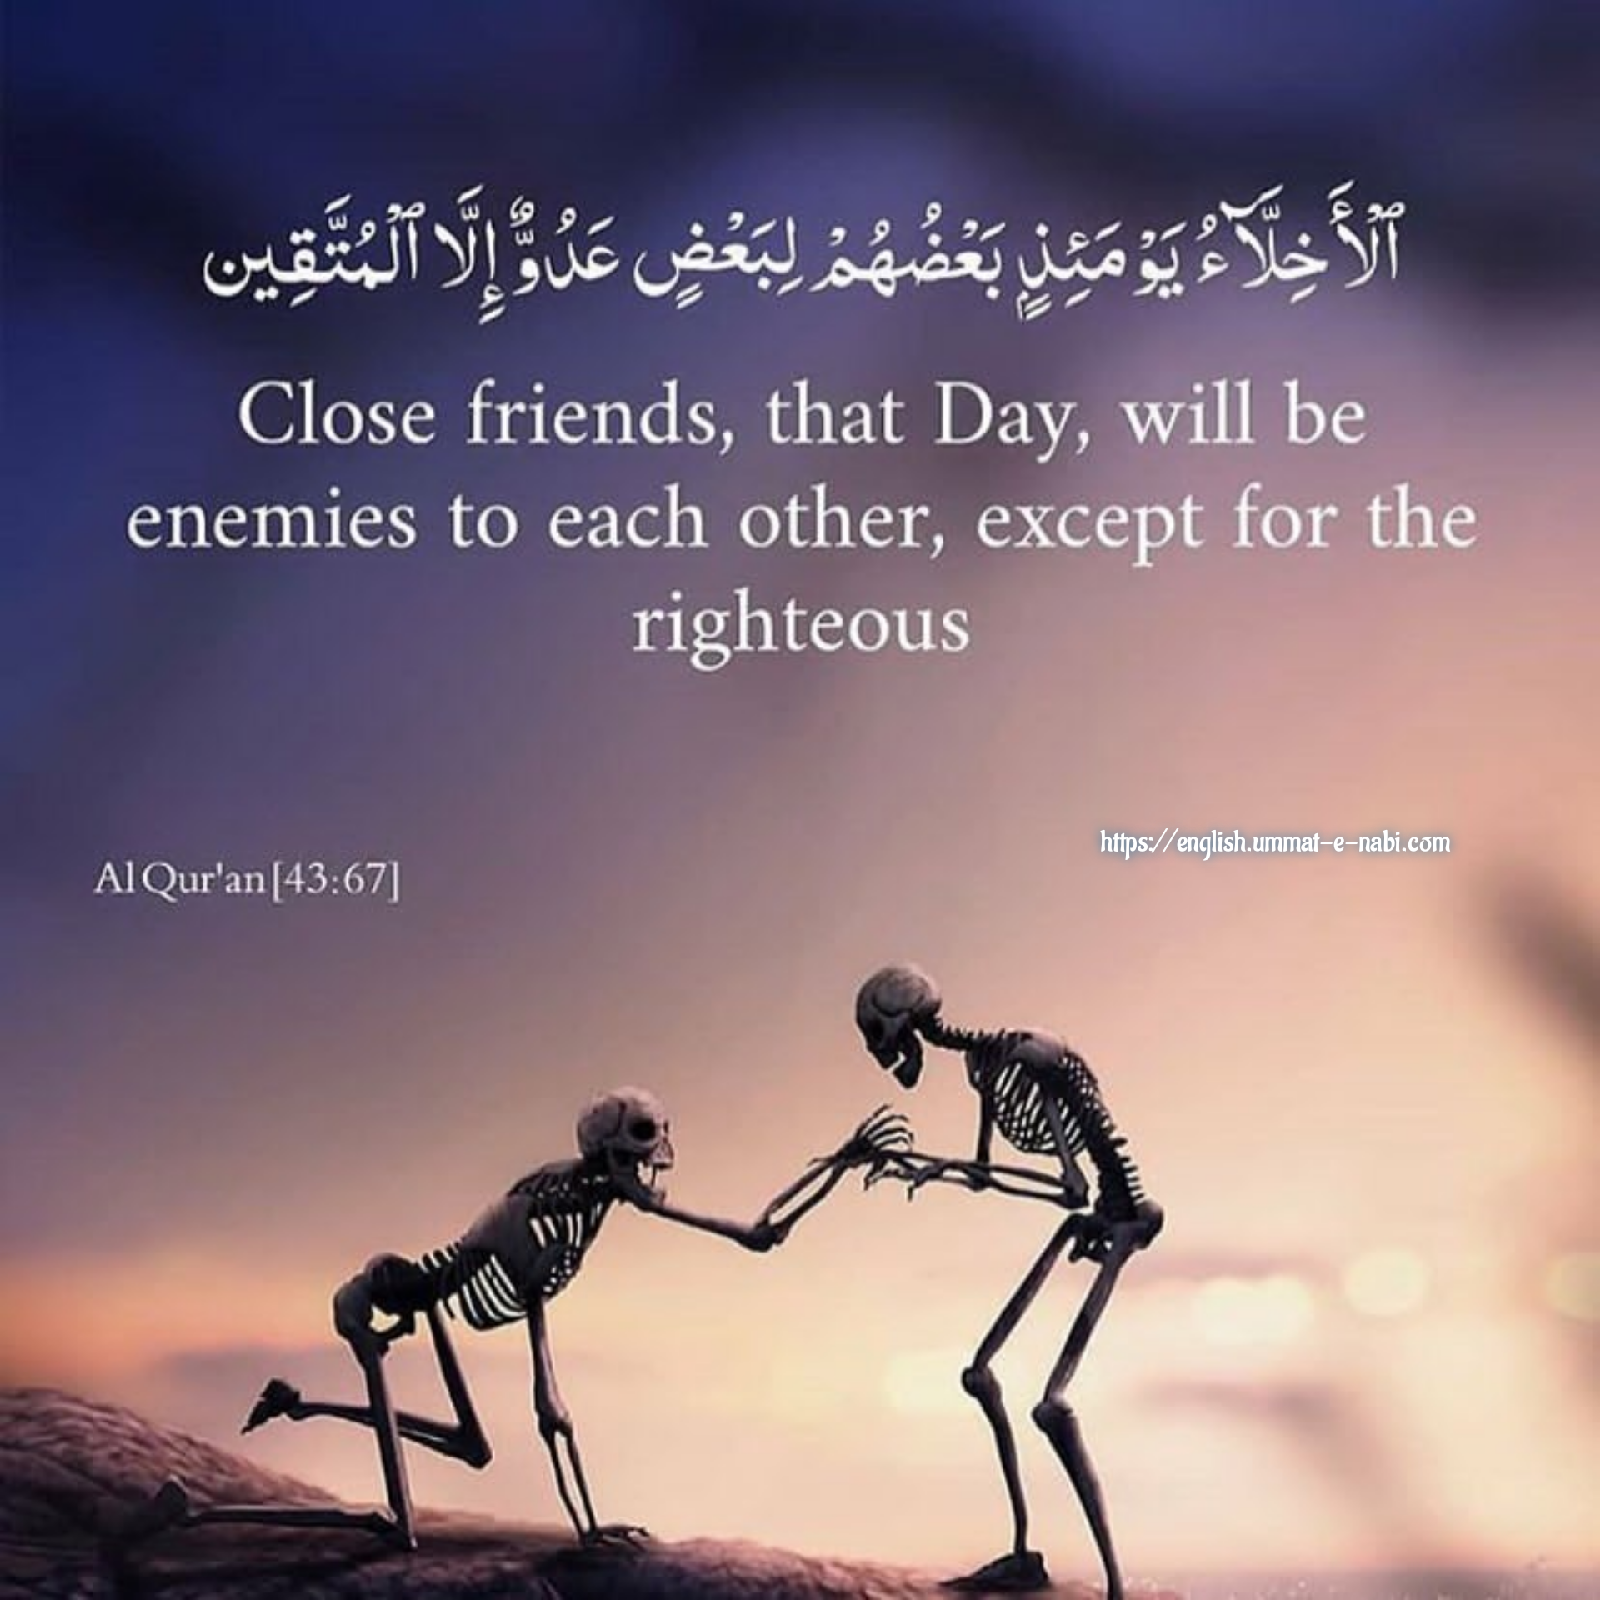 ٱلۡأَخِلَّآءُ يَوۡمَئِذِۭ بَعۡضُهُمۡ لِبَعۡضٍ عَدُوٌّ إِلَّا ٱلۡمُتَّقِين
Close friends, that Day, will be
enemies to each other, except for the
righteous
https://english.ummat-e-nabi.com
Al Qur'an [43:67]